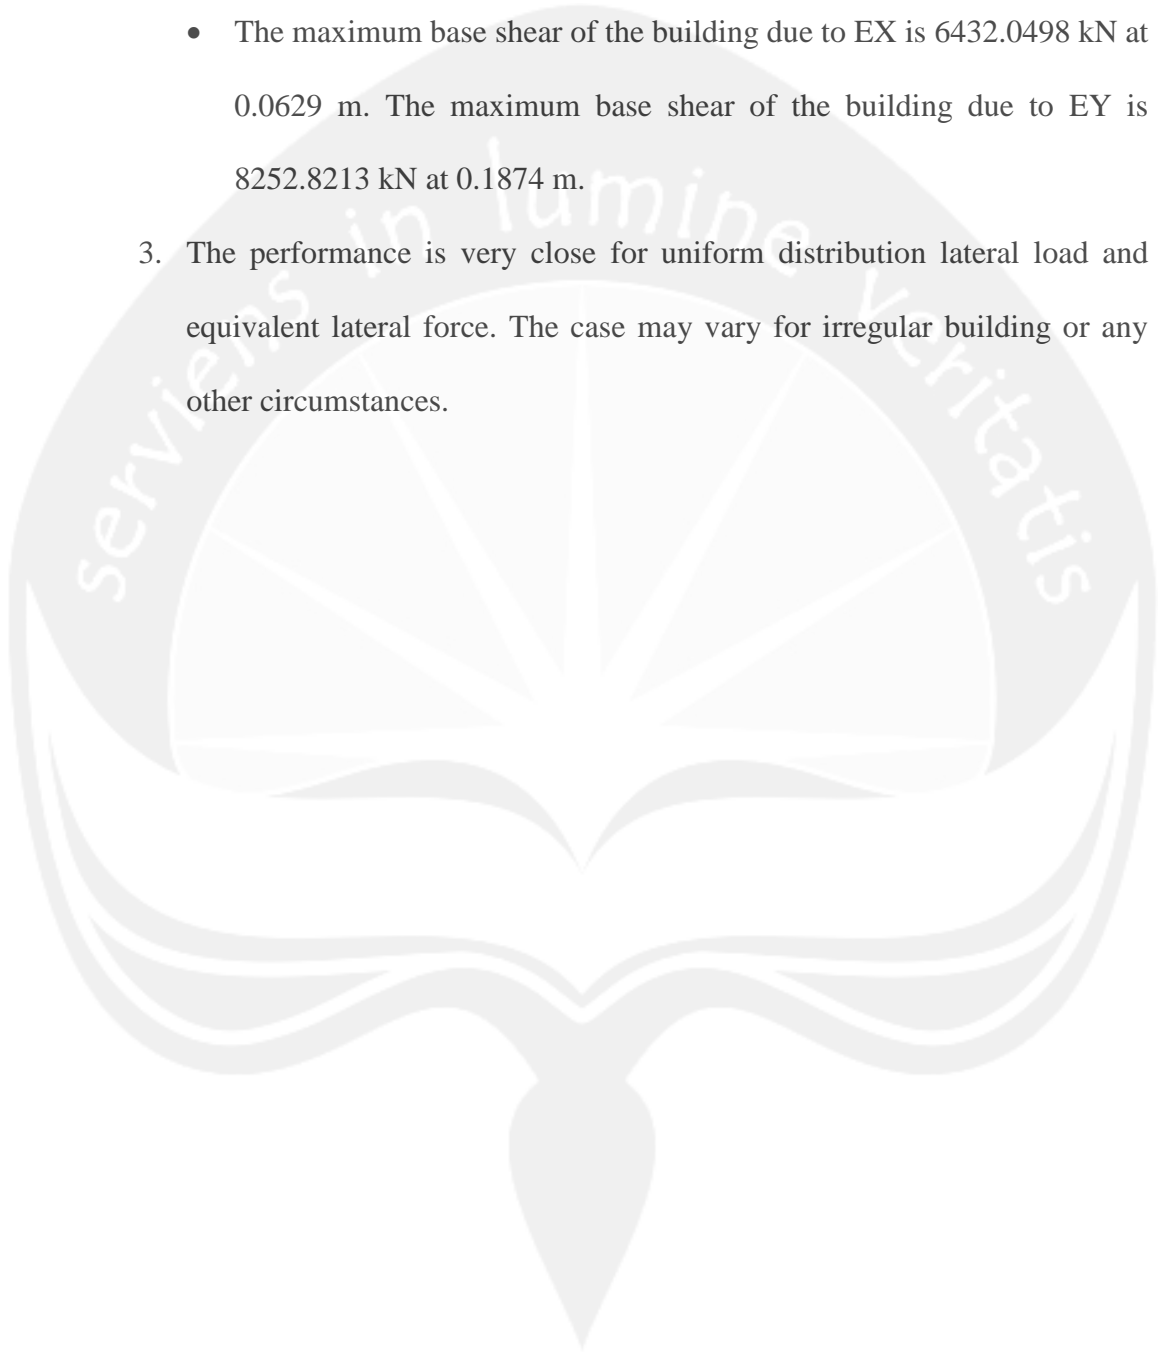 • The maximum base shear of the building due to EX is 6432.0498 kN at
0.0629 m. The maximum base shear of the building due to EY is
8252.8213 kN at 0.1874 m.
3. The performance is very close for uniform distribution lateral load and
equivalent lateral force. The case may vary for irregular building or any
other circumstances.
serviens in lumine veritatis